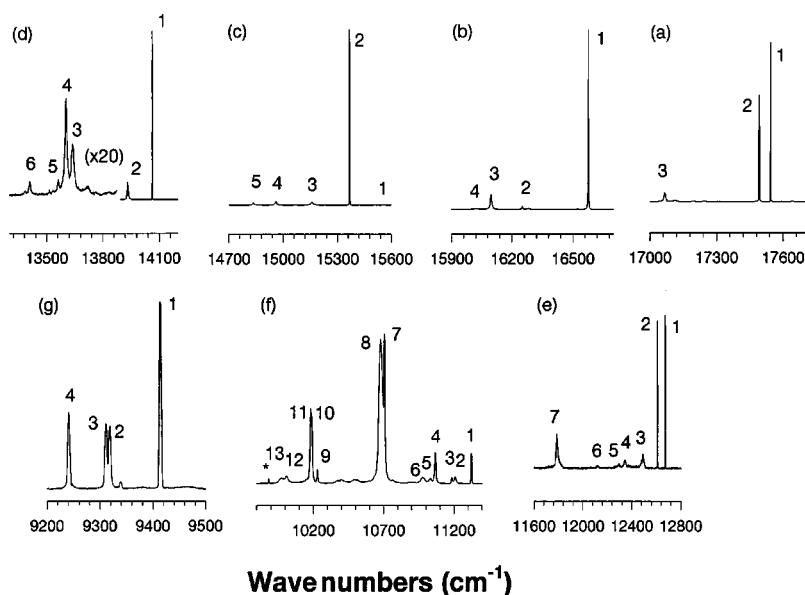 (d) 1 (c) 2 (b) 1 (a) 1
4 3 (x20) 2
6 5
5 4 3 1
3 4 2
2 3
13500 13800 14100
14700 15000 15300 15600
15900 16200 16500
17000 17300 17600
(g) 1 (f) 8 7 (e) 2 1
4 3 2
11 10 13 12 9 4 6 5 3 2 1
*
7 6 5 4 3
9200 9300 9400 9500
10200 10700 11200
11600 12000 12400 12800
Wavenumbers (cm⁻¹)